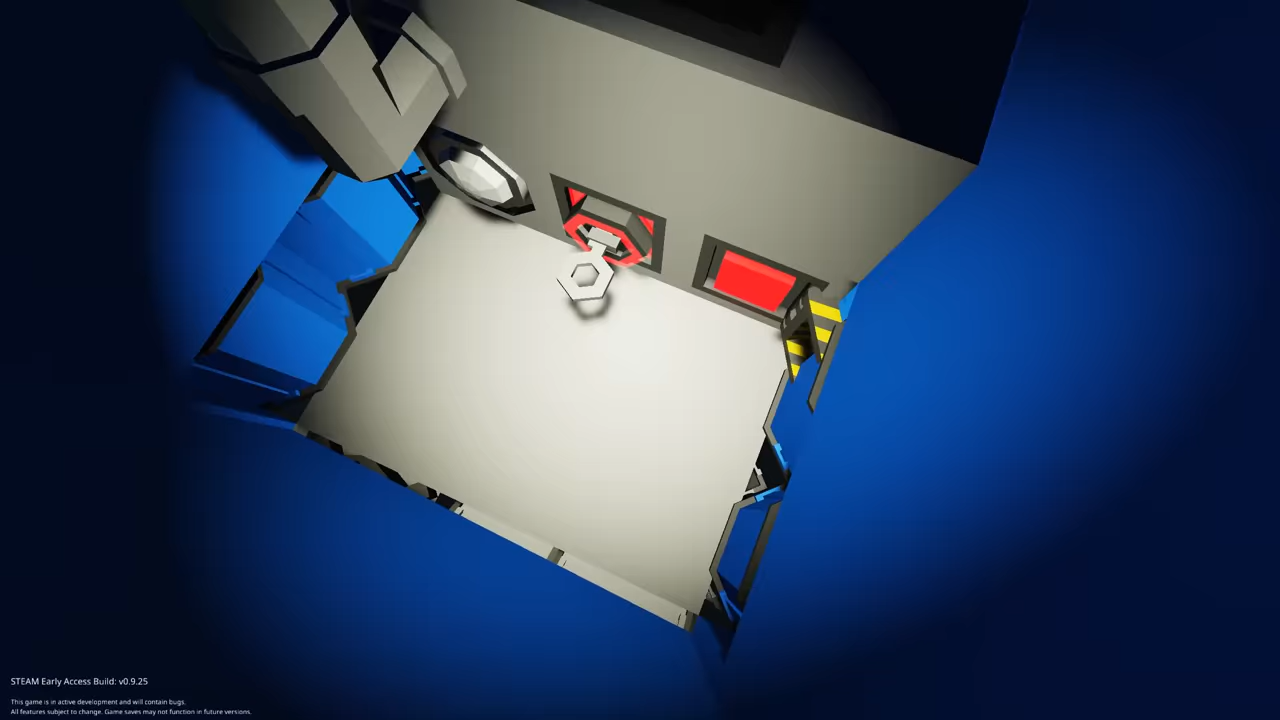 STEAM Early Access Build: v0.9.25
This game is in active development and will contain bugs.
All features subject to change. Game saves may not function in future versions.